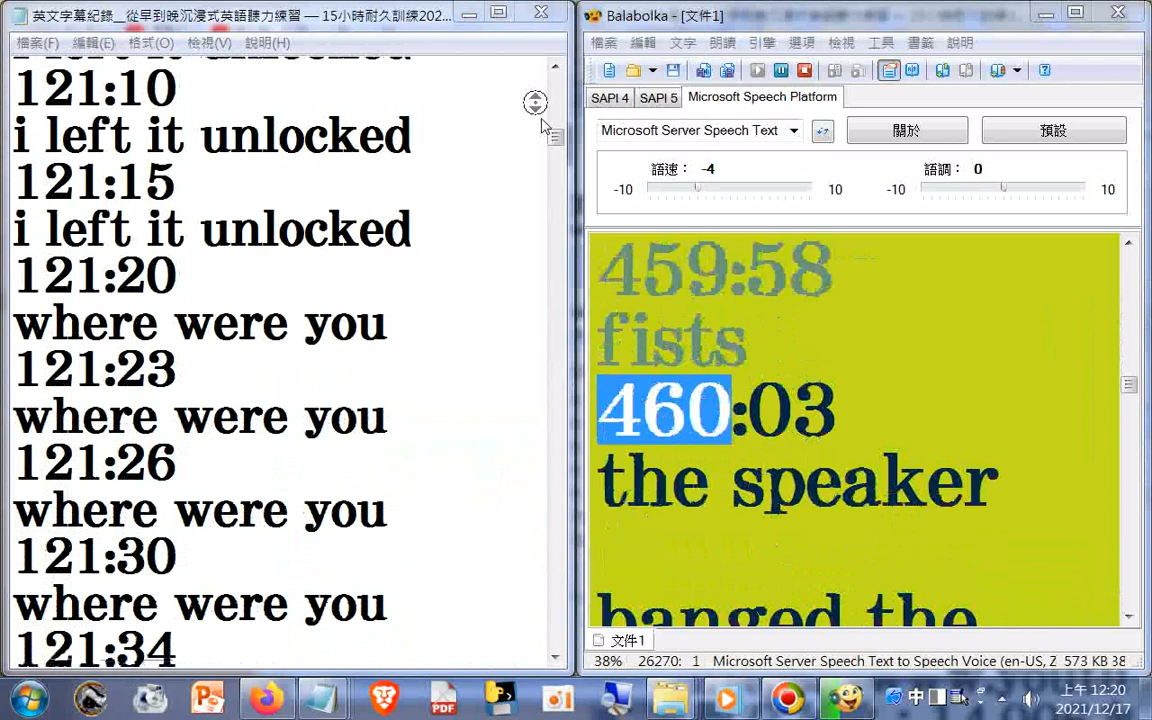 英文字幕紀錄__從早到晚沉浸式英語聽力練習 — 15小時耐久訓練202...
檔案(F) 編輯(E) 格式(O) 檢視(V) 說明(H)
i left it unlocked
121:10
i left it unlocked
121:15
i left it unlocked
121:20
where were you
121:23
where were you
121:26
where were you
121:30
where were you
121:34
Balabolka - [文件1]
檔案 編輯 文字 朗讀 引擎 選項 檢視 工具 書籤 說明
SAPI 4 SAPI 5 Microsoft Speech Platform
Microsoft Server Speech Text 關於 預設
語速： -4 語調： 0
-10 10 -10 10
459:58
fists
460:03
the speaker
banged the
文件1
38% 26270: 1 Microsoft Server Speech Text to Speech Voice (en-US, Z 573 KB 38
中 上午 12:20
2021/12/17